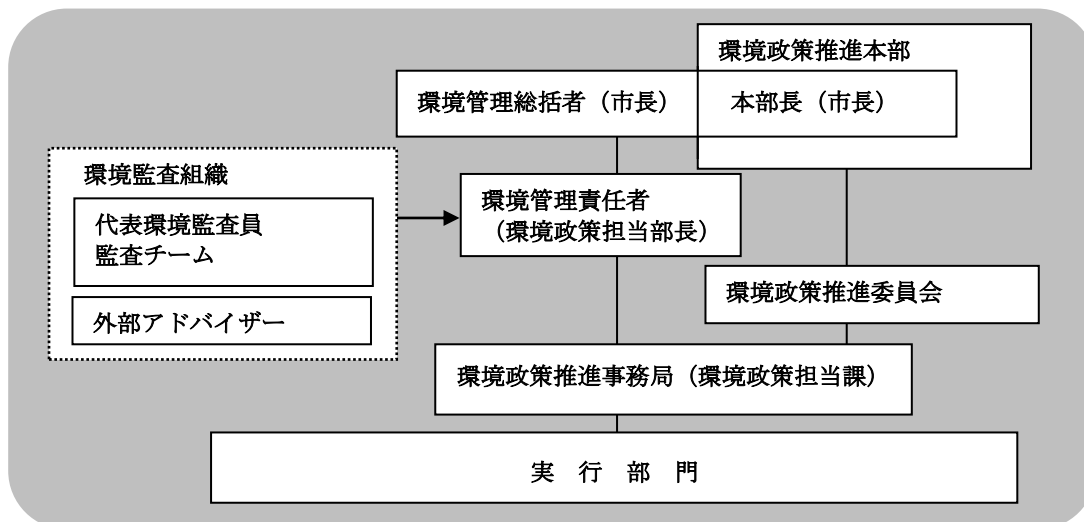 環境政策推進本部
環境管理総括者（市長）
本部長（市長）
環境監査組織
代表環境監査員
監査チーム
外部アドバイザー
環境管理責任者
（環境政策担当部長）
環境政策推進委員会
環境政策推進事務局（環境政策担当課）
実　行　部　門